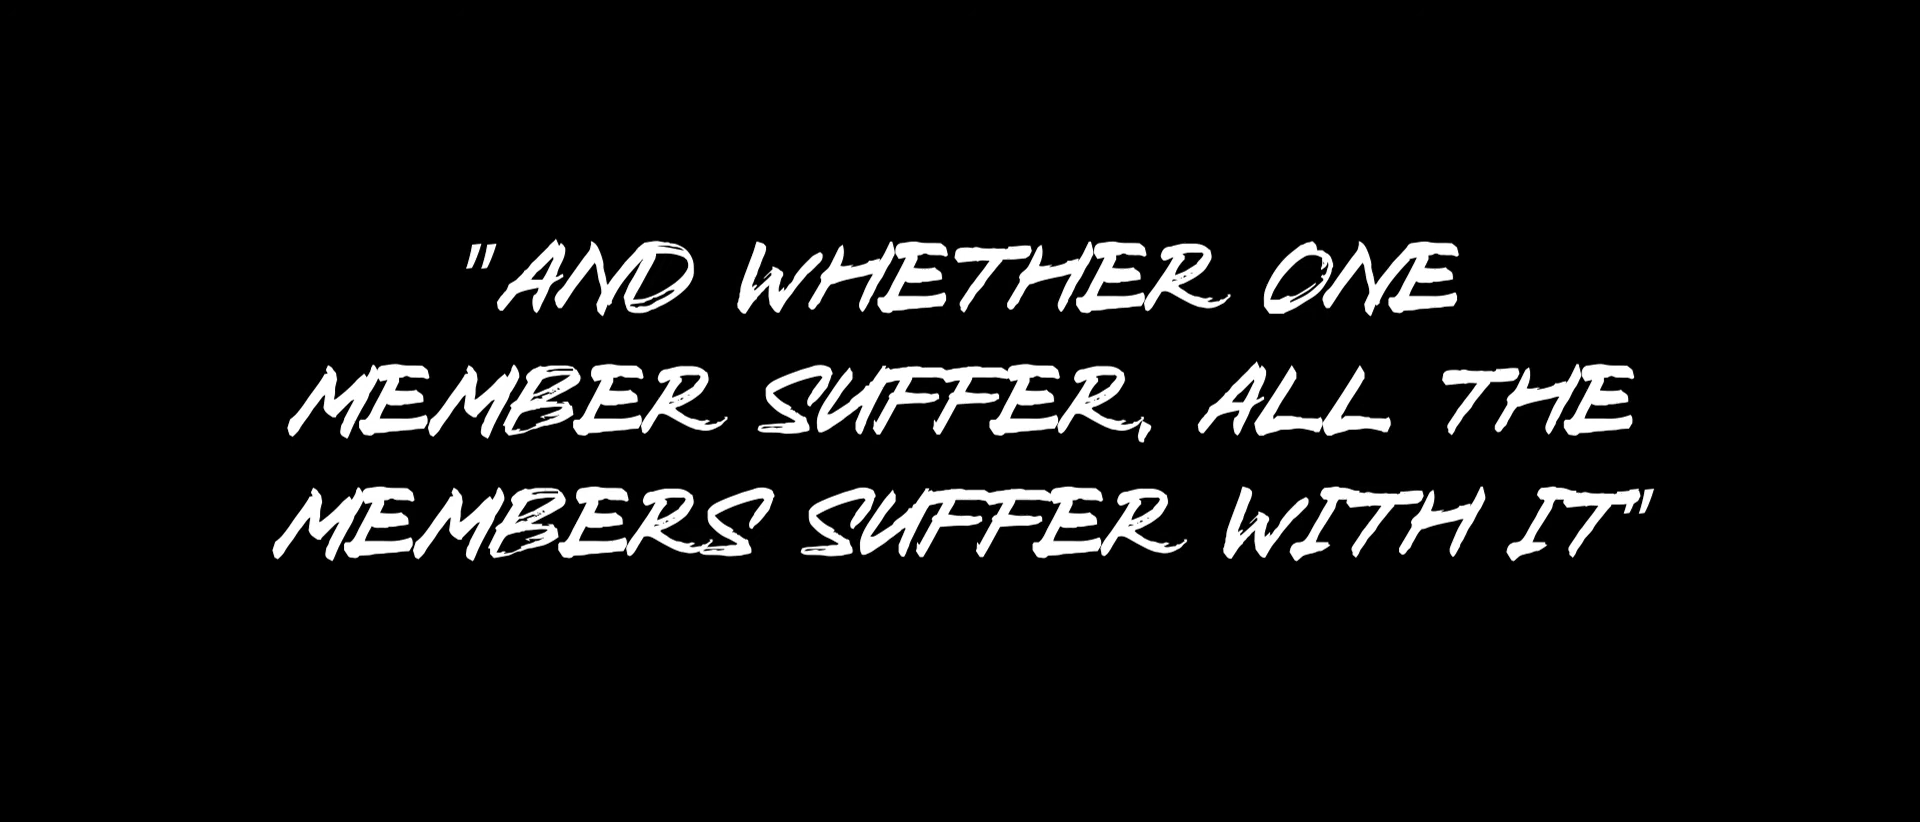 "AND WHETHER ONE
MEMBER SUFFER, ALL THE
MEMBERS SUFFER WITH IT"